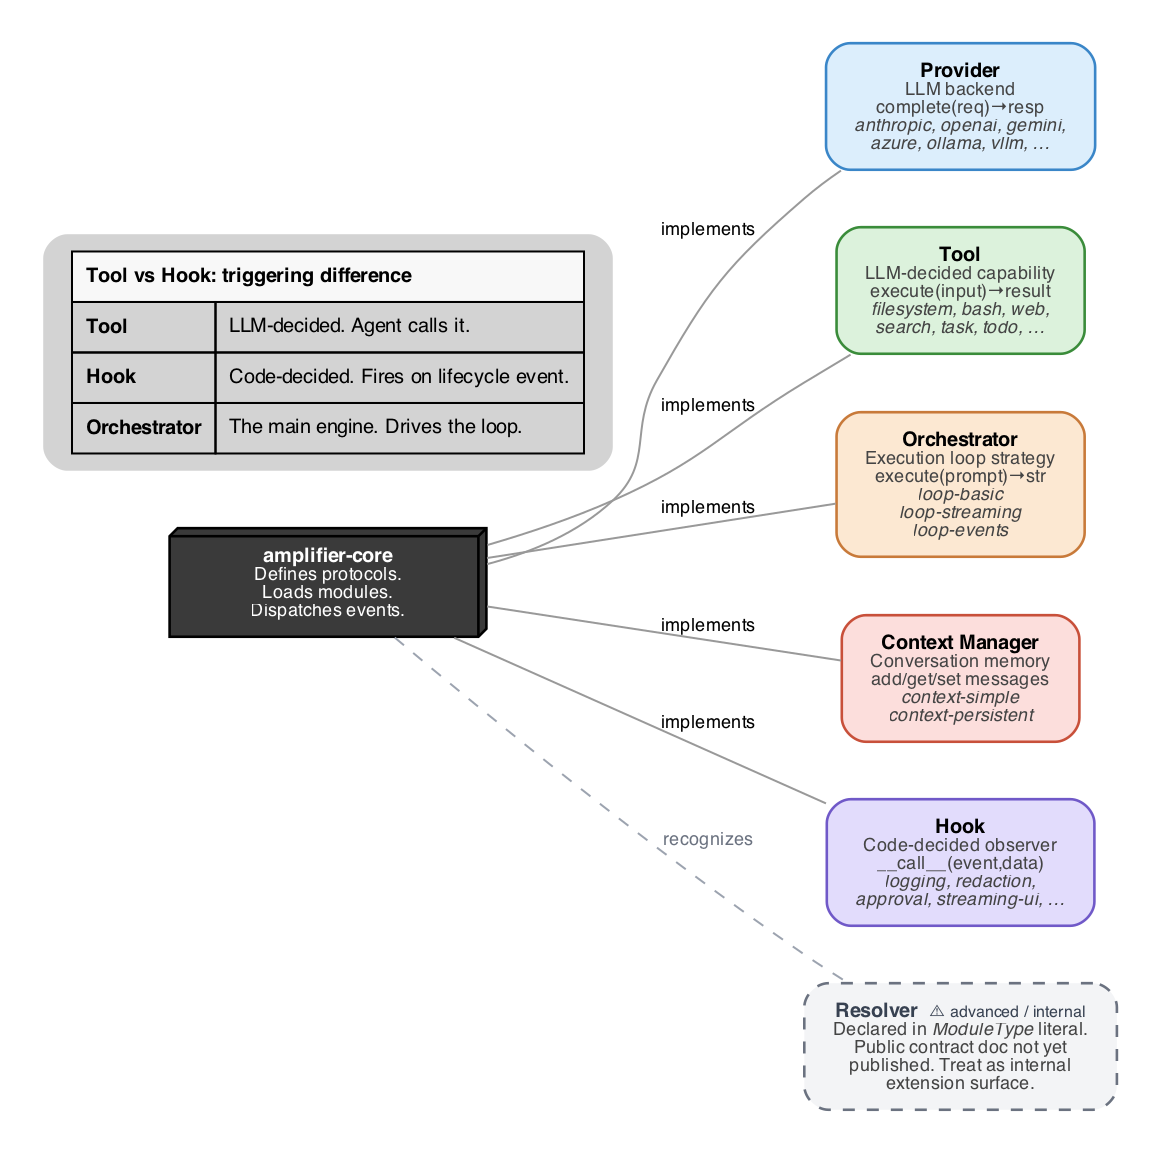 Provider
LLM backend
complete(req)→resp
anthropic, openai, gemini,
azure, ollama, vllm, …
implements
Tool
LLM-decided capability
execute(input)→result
filesystem, bash, web,
search, task, todo, …
Tool vs Hook: triggering difference
Tool LLM-decided. Agent calls it.
Hook Code-decided. Fires on lifecycle event.
Orchestrator The main engine. Drives the loop.
implements
Orchestrator
Execution loop strategy
execute(prompt)→str
loop-basic
loop-streaming
loop-events
implements
amplifier-core
Defines protocols.
Loads modules.
Dispatches events.
implements
Context Manager
Conversation memory
add/get/set messages
context-simple
context-persistent
implements
Hook
Code-decided observer
__call__(event,data)
logging, redaction,
approval, streaming-ui, …
recognizes
Resolver ⚠ advanced / internal
Declared in ModuleType literal.
Public contract doc not yet
published. Treat as internal
extension surface.